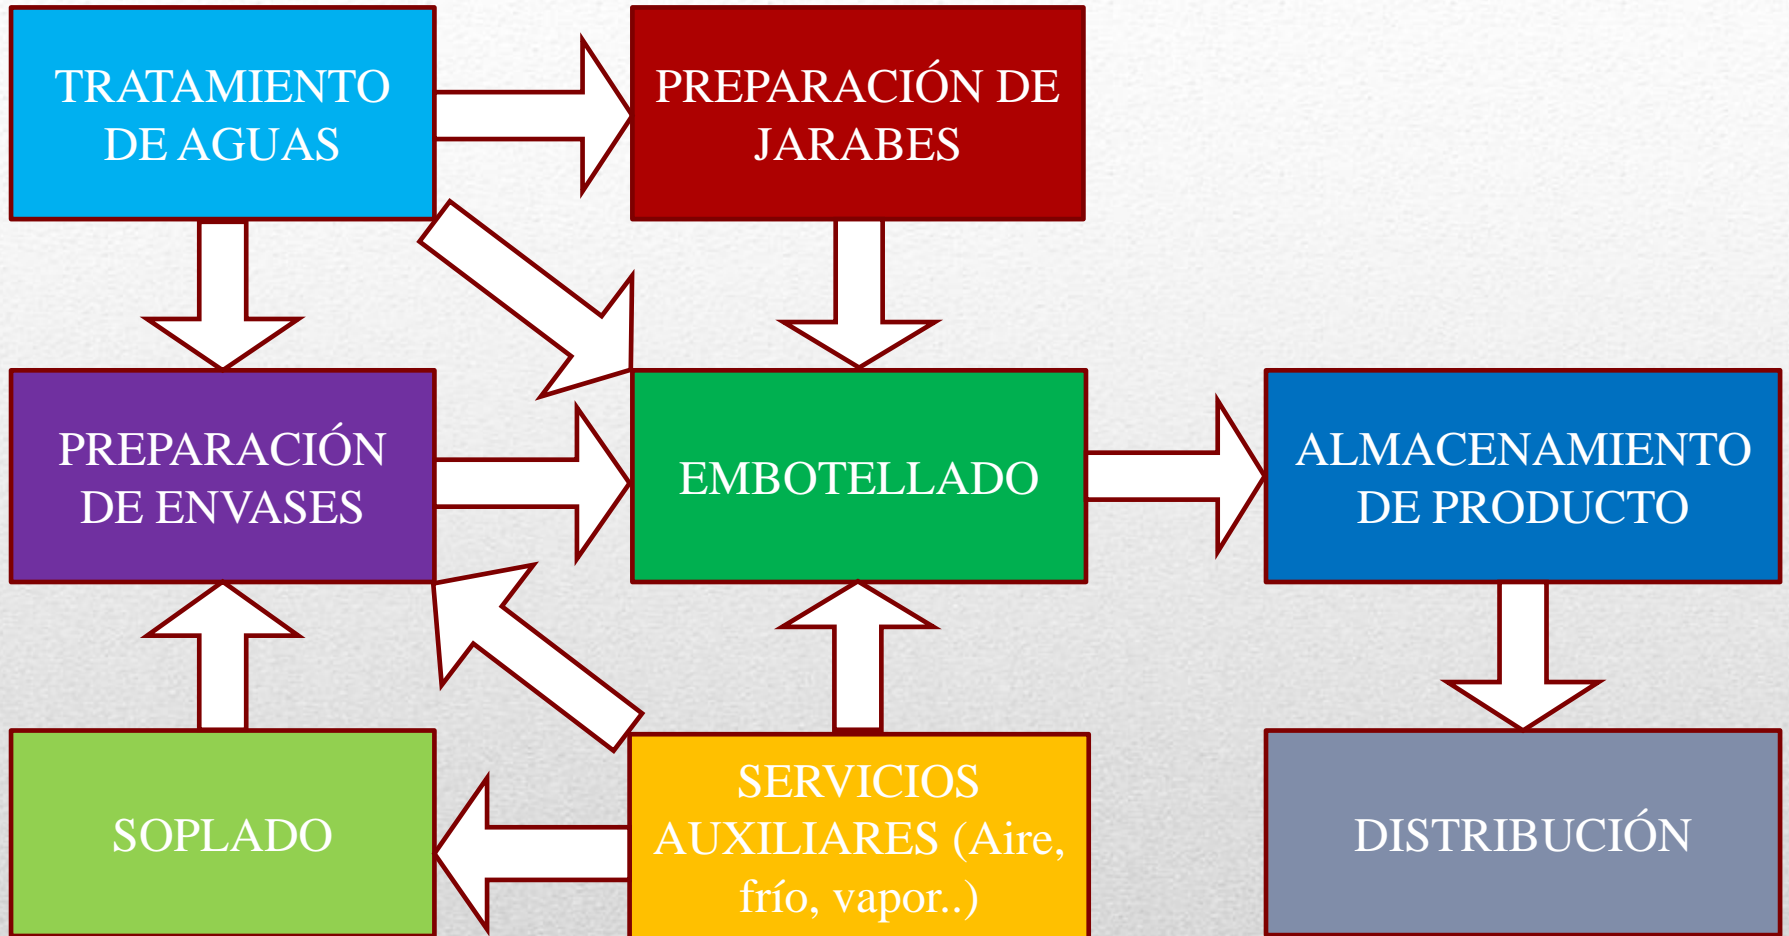 TRATAMIENTO
DE AGUAS
PREPARACIÓN DE
JARABES
PREPARACIÓN
DE ENVASES
EMBOTELLADO
ALMACENAMIENTO
DE PRODUCTO
SOPLADO
SERVICIOS
AUXILIARES (Aire,
frío, vapor..)
DISTRIBUCIÓN